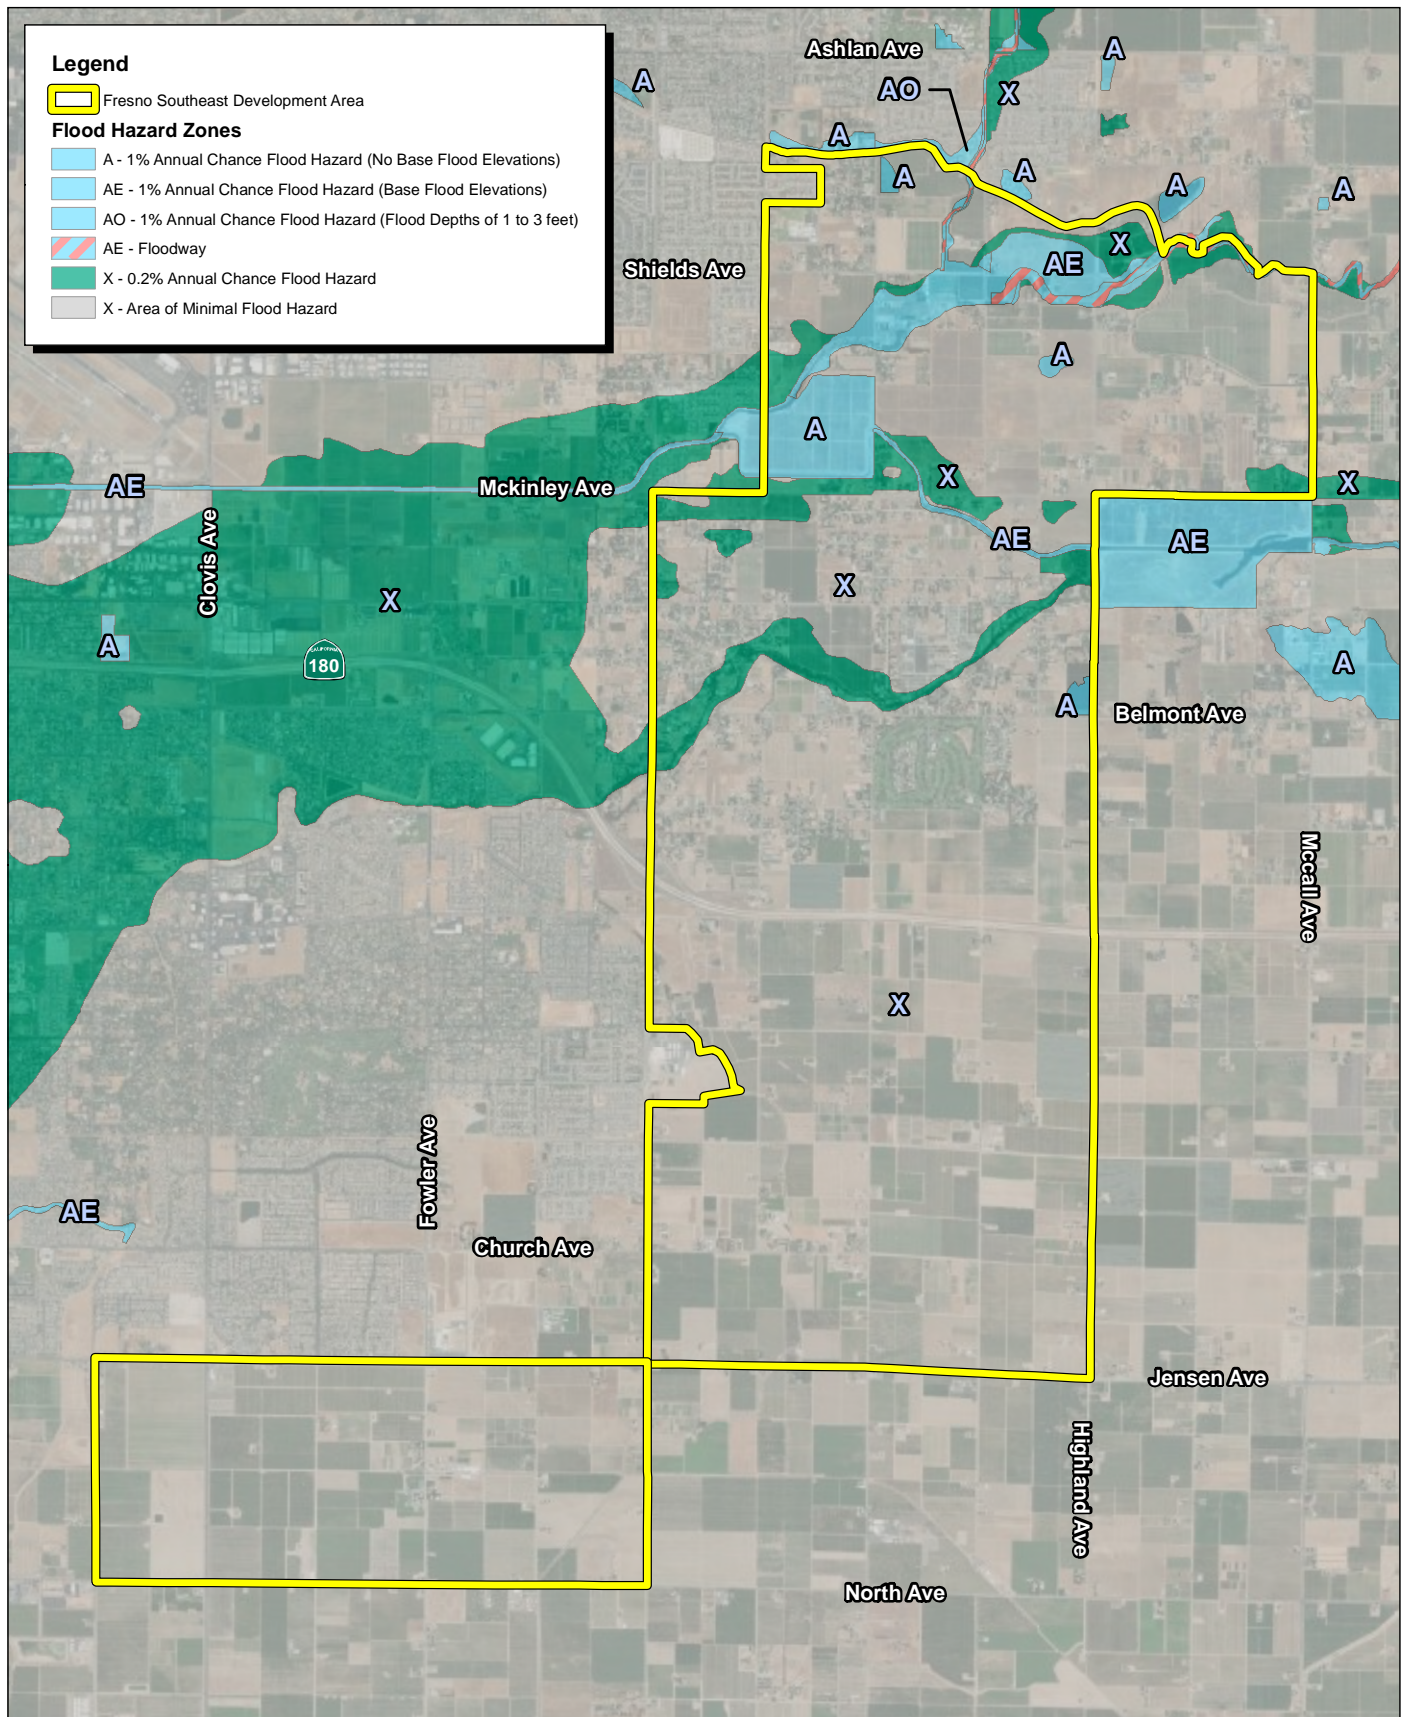 Legend
Fresno Southeast Development Area
Flood Hazard Zones
A - 1% Annual Chance Flood Hazard (No Base Flood Elevations)
AE - 1% Annual Chance Flood Hazard (Base Flood Elevations)
AO - 1% Annual Chance Flood Hazard (Flood Depths of 1 to 3 feet)
AE - Floodway
X - 0.2% Annual Chance Flood Hazard
X - Area of Minimal Flood Hazard
Ashlan Ave
A
A
AO
X
A
A
A
A
A
X
Shields Ave
AE
A
A
X
X
AE
Mckinley Ave
Clovis Ave
AE
AE
X
X
A
CALIFORNIA
180
A
A
Belmont Ave
Mccall Ave
X
Fowler Ave
AE
Church Ave
Jensen Ave
Highland Ave
North Ave